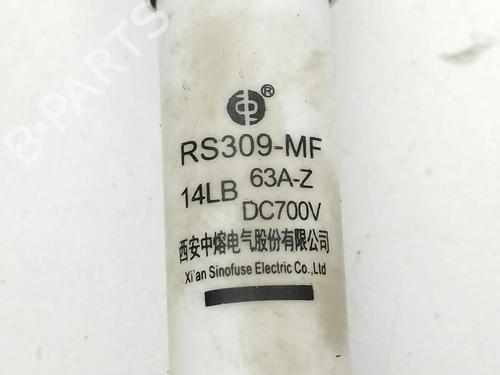 B-PARTS
®
RS309-MF
14LB 63A-Z
DC700V
西安中熔电气股份有限公司
Xi'an Sinofuse Electric Co.,Ltd